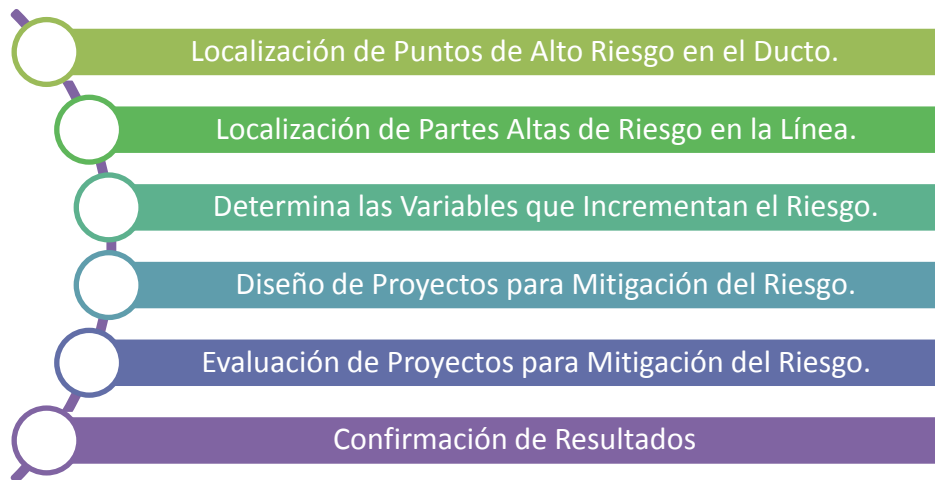 Localización de Puntos de Alto Riesgo en el Ducto.
Localización de Partes Altas de Riesgo en la Línea.
Determina las Variables que Incrementan el Riesgo.
Diseño de Proyectos para Mitigación del Riesgo.
Evaluación de Proyectos para Mitigación del Riesgo.
Confirmación de Resultados